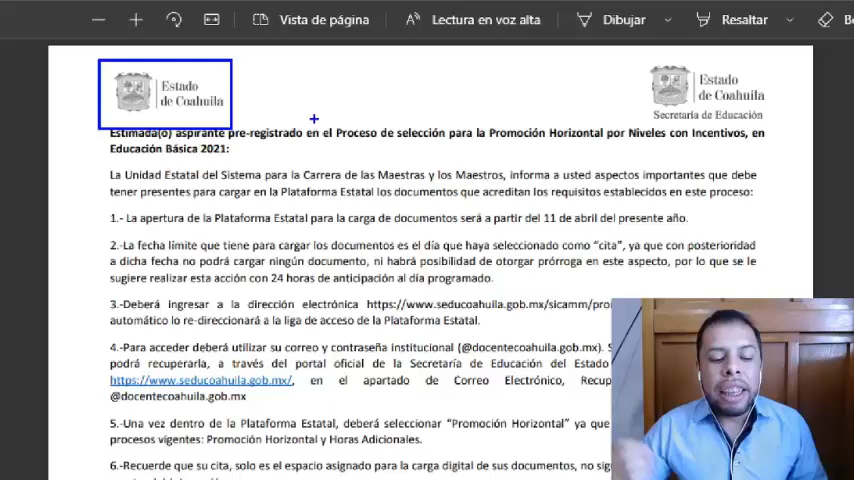 Vista de página
Lectura en voz alta
Dibujar
Resaltar
Estado
de Coahuila
Estado
de Coahuila
Secretaría de Educación
Estimada(o) aspirante pre-registrado en el Proceso de selección para la Promoción Horizontal por Niveles con Incentivos, en
Educación Básica 2021:
La Unidad Estatal del Sistema para la Carrera de las Maestras y los Maestros, informa a usted aspectos importantes que debe
tener presentes para cargar en la Plataforma Estatal los documentos que acreditan los requisitos establecidos en este proceso:
1.- La apertura de la Plataforma Estatal para la carga de documentos será a partir del 11 de abril del presente año.
2.-La fecha límite que tiene para cargar los documentos es el día que haya seleccionado como “cita”, ya que con posterioridad
a dicha fecha no podrá cargar ningún documento, ni habrá posibilidad de otorgar prórroga en este aspecto, por lo que se le
sugiere realizar esta acción con 24 horas de anticipación al día programado.
3.-Deberá ingresar a la dirección electrónica https://www.seducoahuila.gob.mx/sicamm/pro
automático lo re-direccionará a la liga de acceso de la Plataforma Estatal.
4.-Para acceder deberá utilizar su correo y contraseña institucional (@docentecoahuila.gob.mx). S
podrá recuperarla, a través del portal oficial de la Secretaría de Educación del Estado
https://www.seducoahuila.gob.mx/, en el apartado de Correo Electrónico, Recup
@docentecoahuila.gob.mx
5.-Una vez dentro de la Plataforma Estatal, deberá seleccionar “Promoción Horizontal” ya que
procesos vigentes: Promoción Horizontal y Horas Adicionales.
6.-Recuerde que su cita, solo es el espacio asignado para la carga digital de sus documentos, no sig